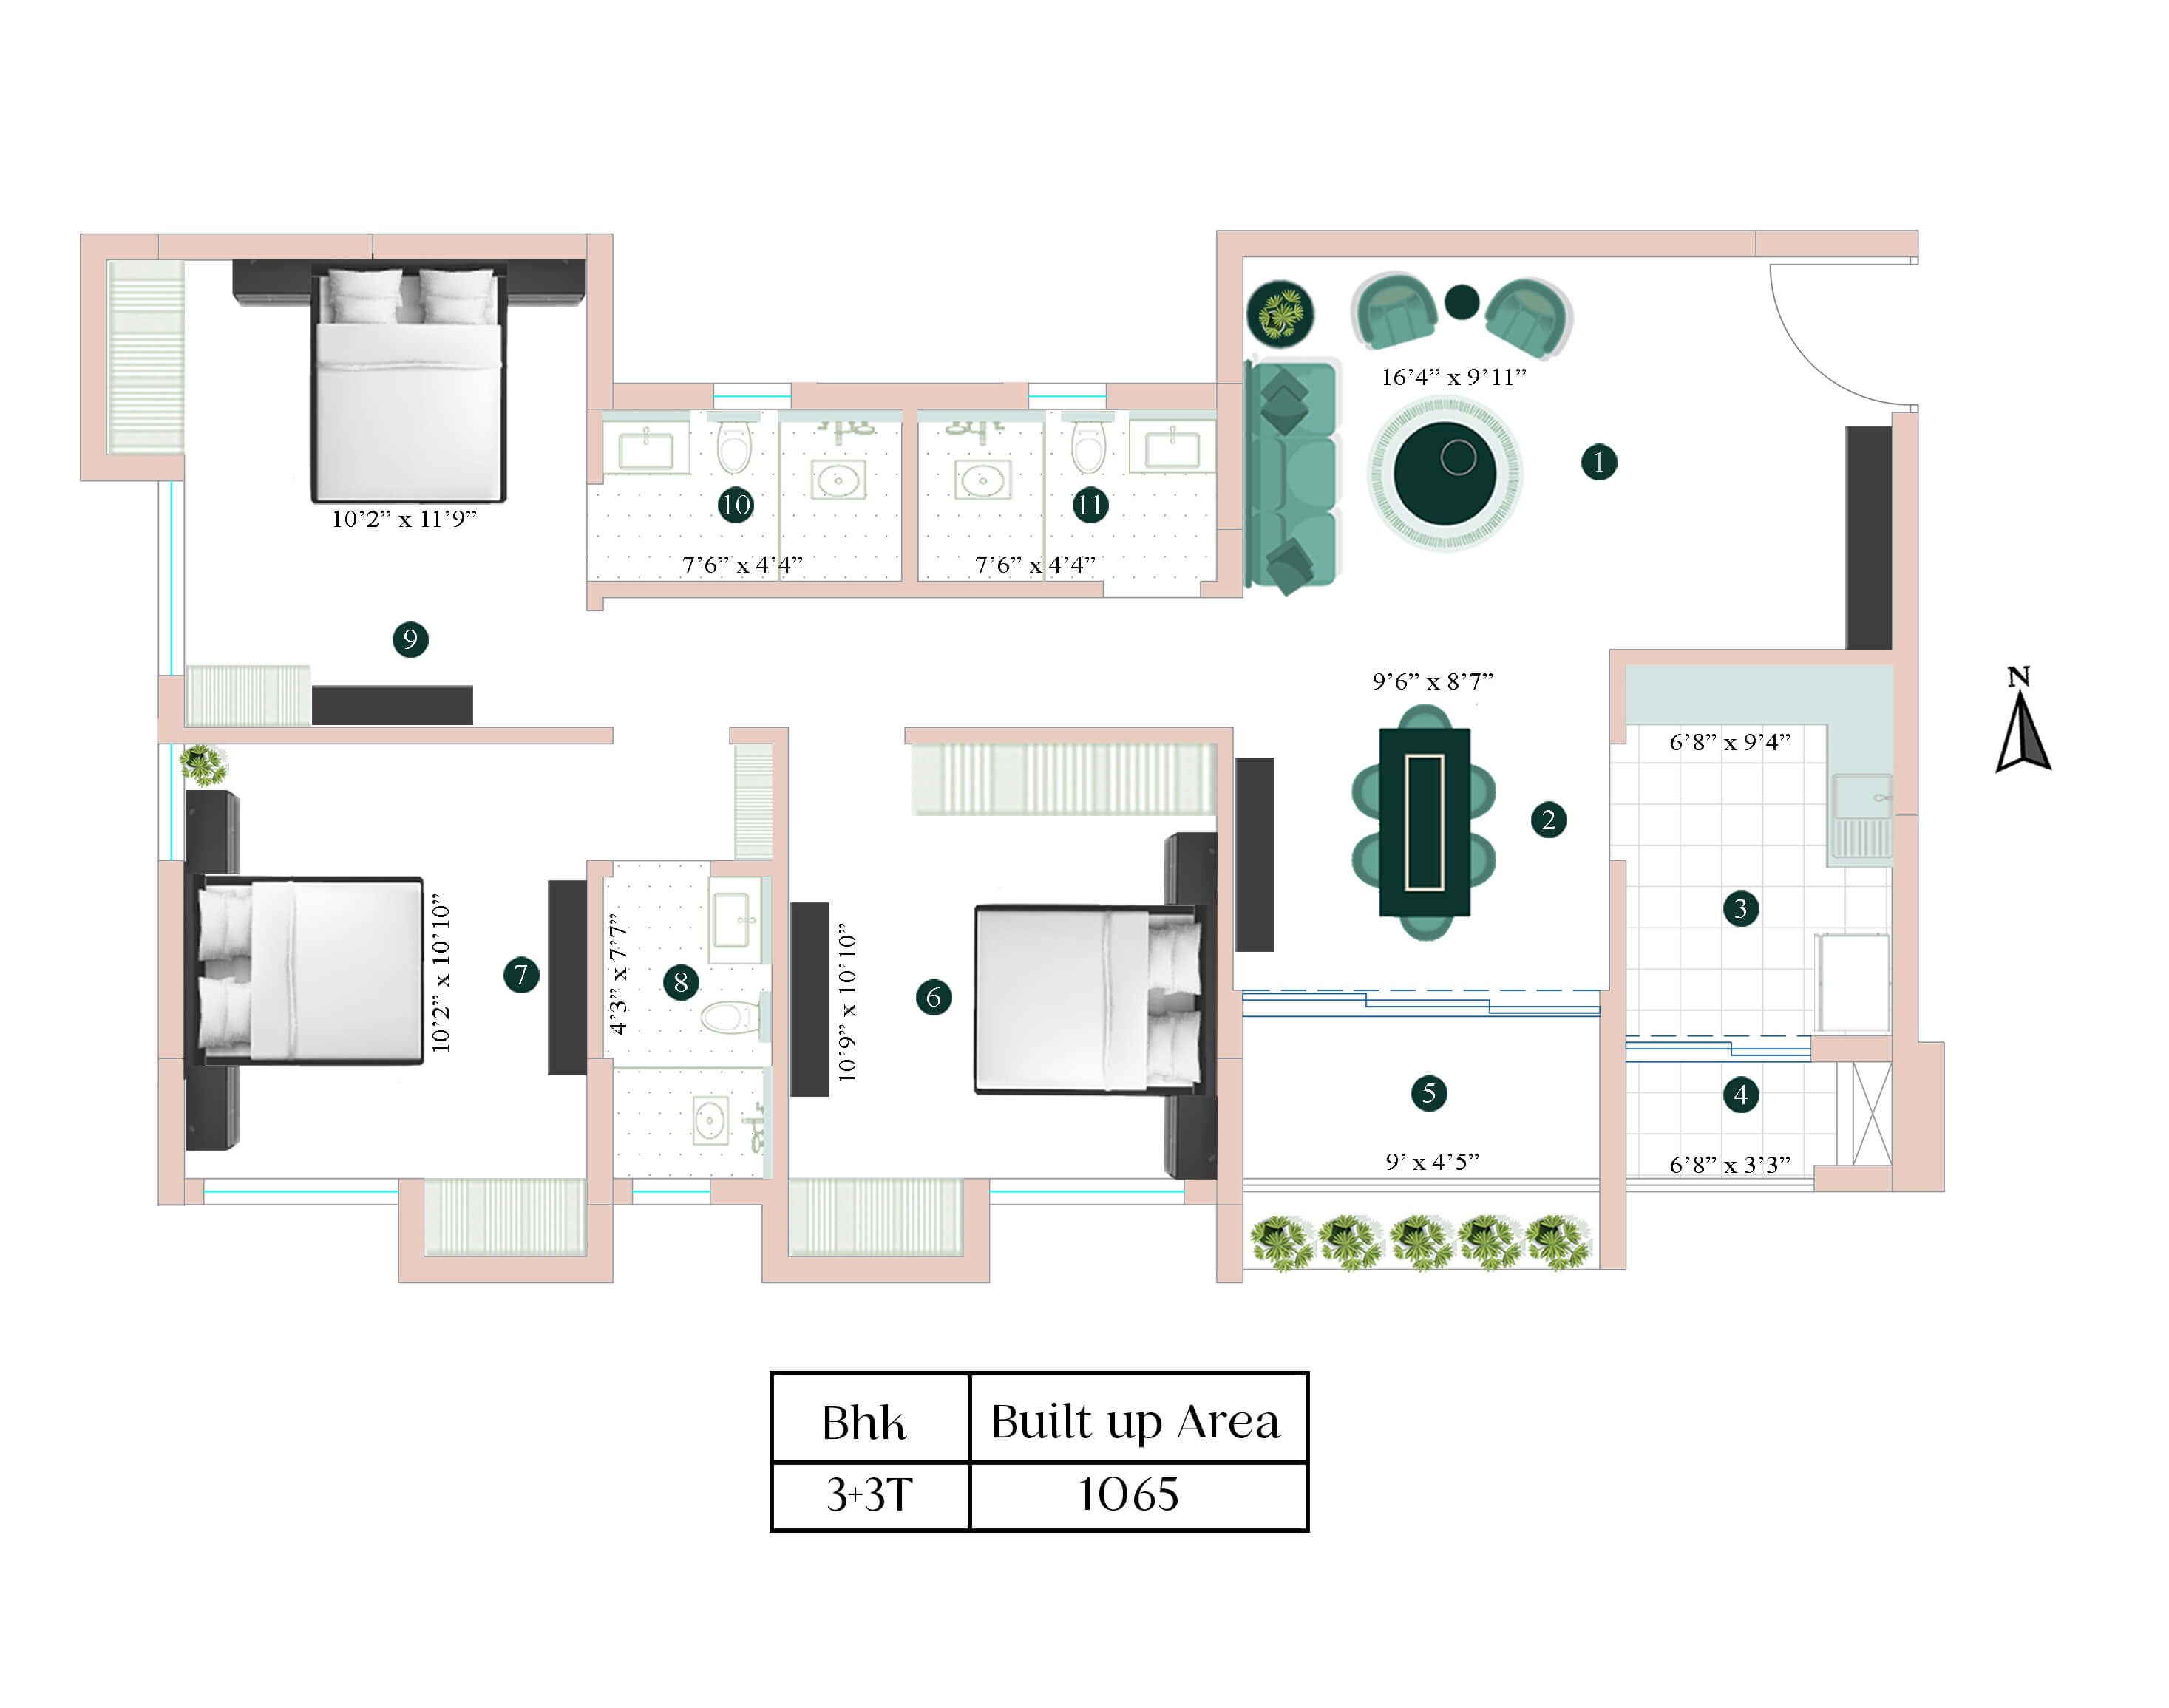 16’4” x 9’11”
1
10’2” x 11’9”
10
11
7’6” x 4’4”
7’6” x 4’4”
9
N
9’6” x 8’7”
6’8” x 9’4”
2
3
10’2” x 10’10”
7
4’3” x 7’7”
8
10’9” x 10’10”
6
5
4
9’ x 4’5”
6’8” x 3’3”
Bhk
Built up Area
3+3T
1065